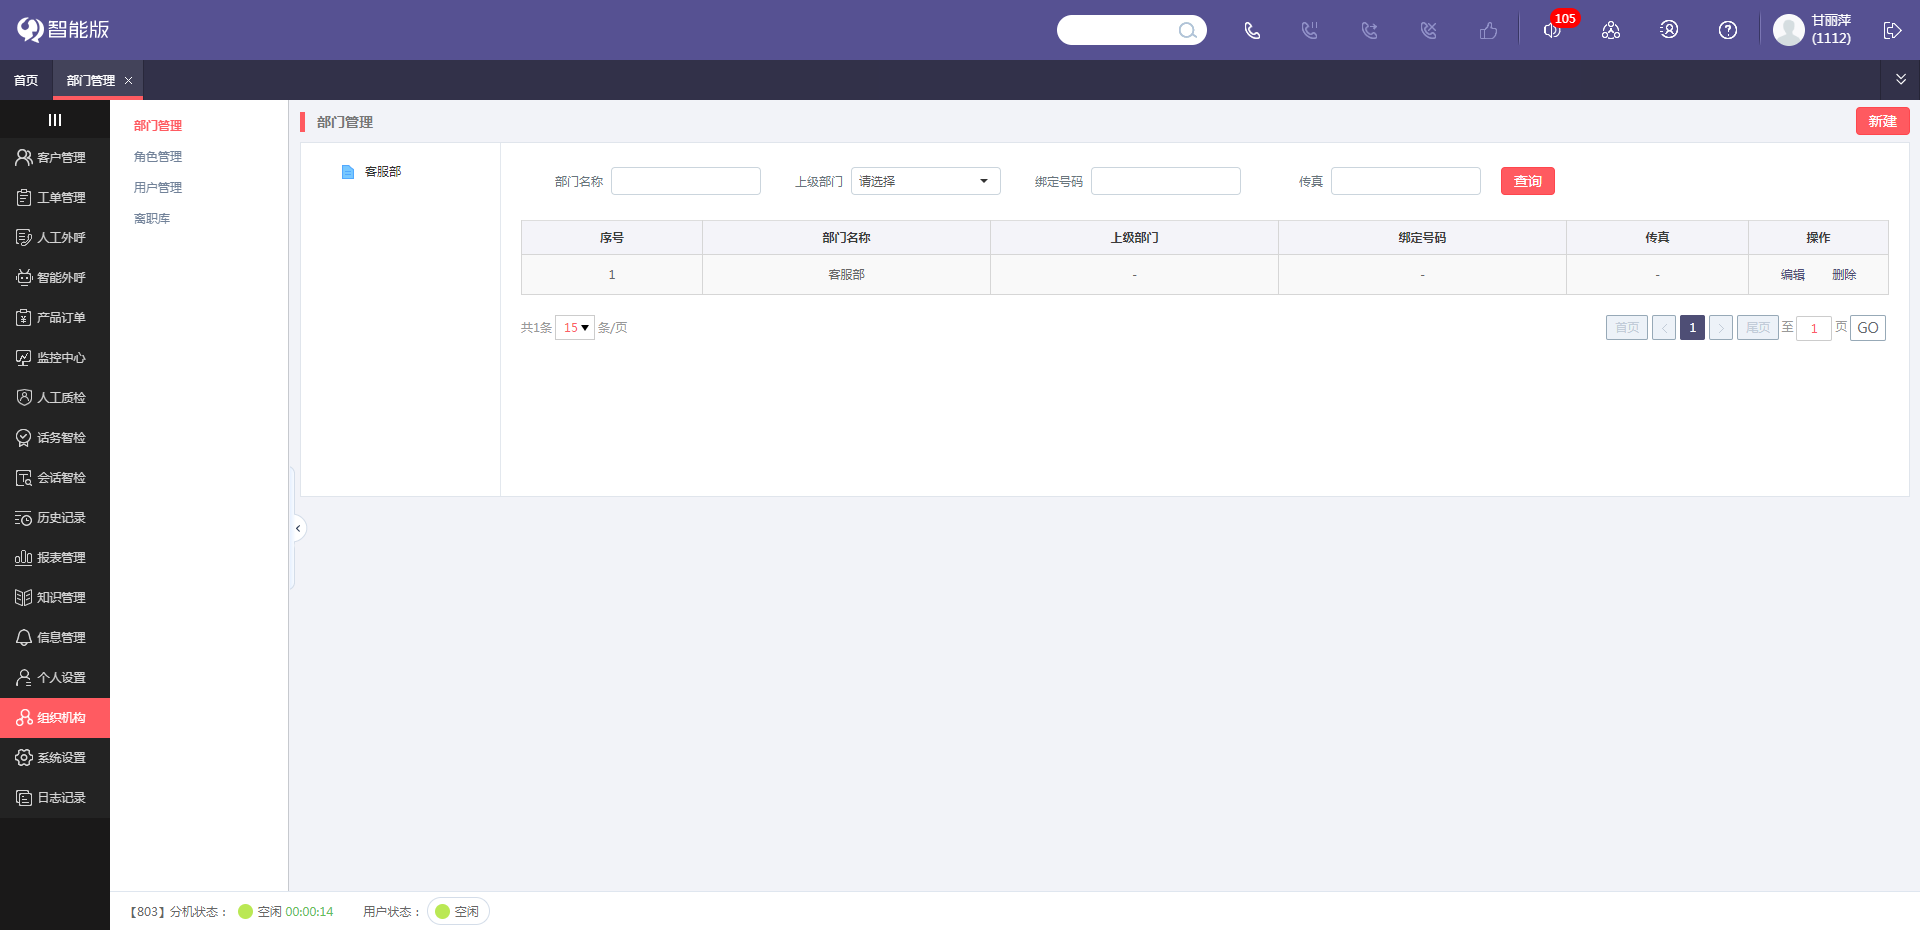 智能版
105
甘丽萍
(1112)
首页
部门管理
客户管理
工单管理
人工外呼
智能外呼
产品订单
监控中心
人工质检
话务智检
会话智检
历史记录
报表管理
知识管理
信息管理
个人设置
组织机构
系统设置
日志记录
部门管理
角色管理
用户管理
离职库
部门管理
新建
客服部
部门名称 上级部门 请选择 绑定号码 传真 查询
序号 部门名称 上级部门 绑定号码 传真 操作
1 客服部 - - - 编辑 删除
共1条 15 条/页 首页 < 1 > 尾页 至 1 页 GO
【803】分机状态： 空闲 00:00:14 用户状态： 空闲